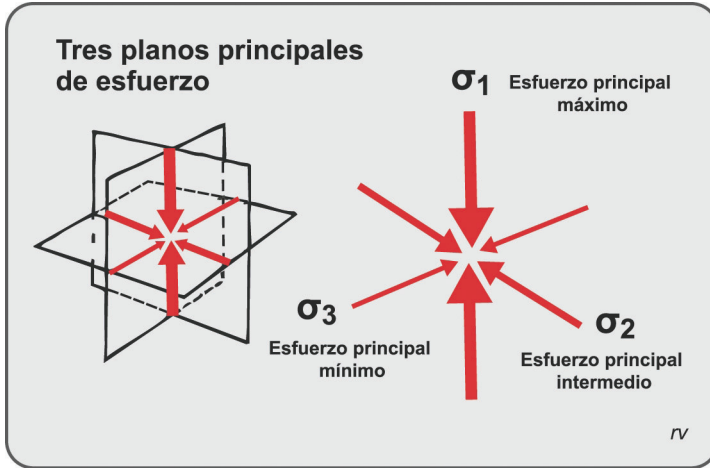 Tres planos principales
de esfuerzo
σ1 Esfuerzo principal
máximo
σ3
Esfuerzo principal
mínimo
σ2
Esfuerzo principal
intermedio
rv